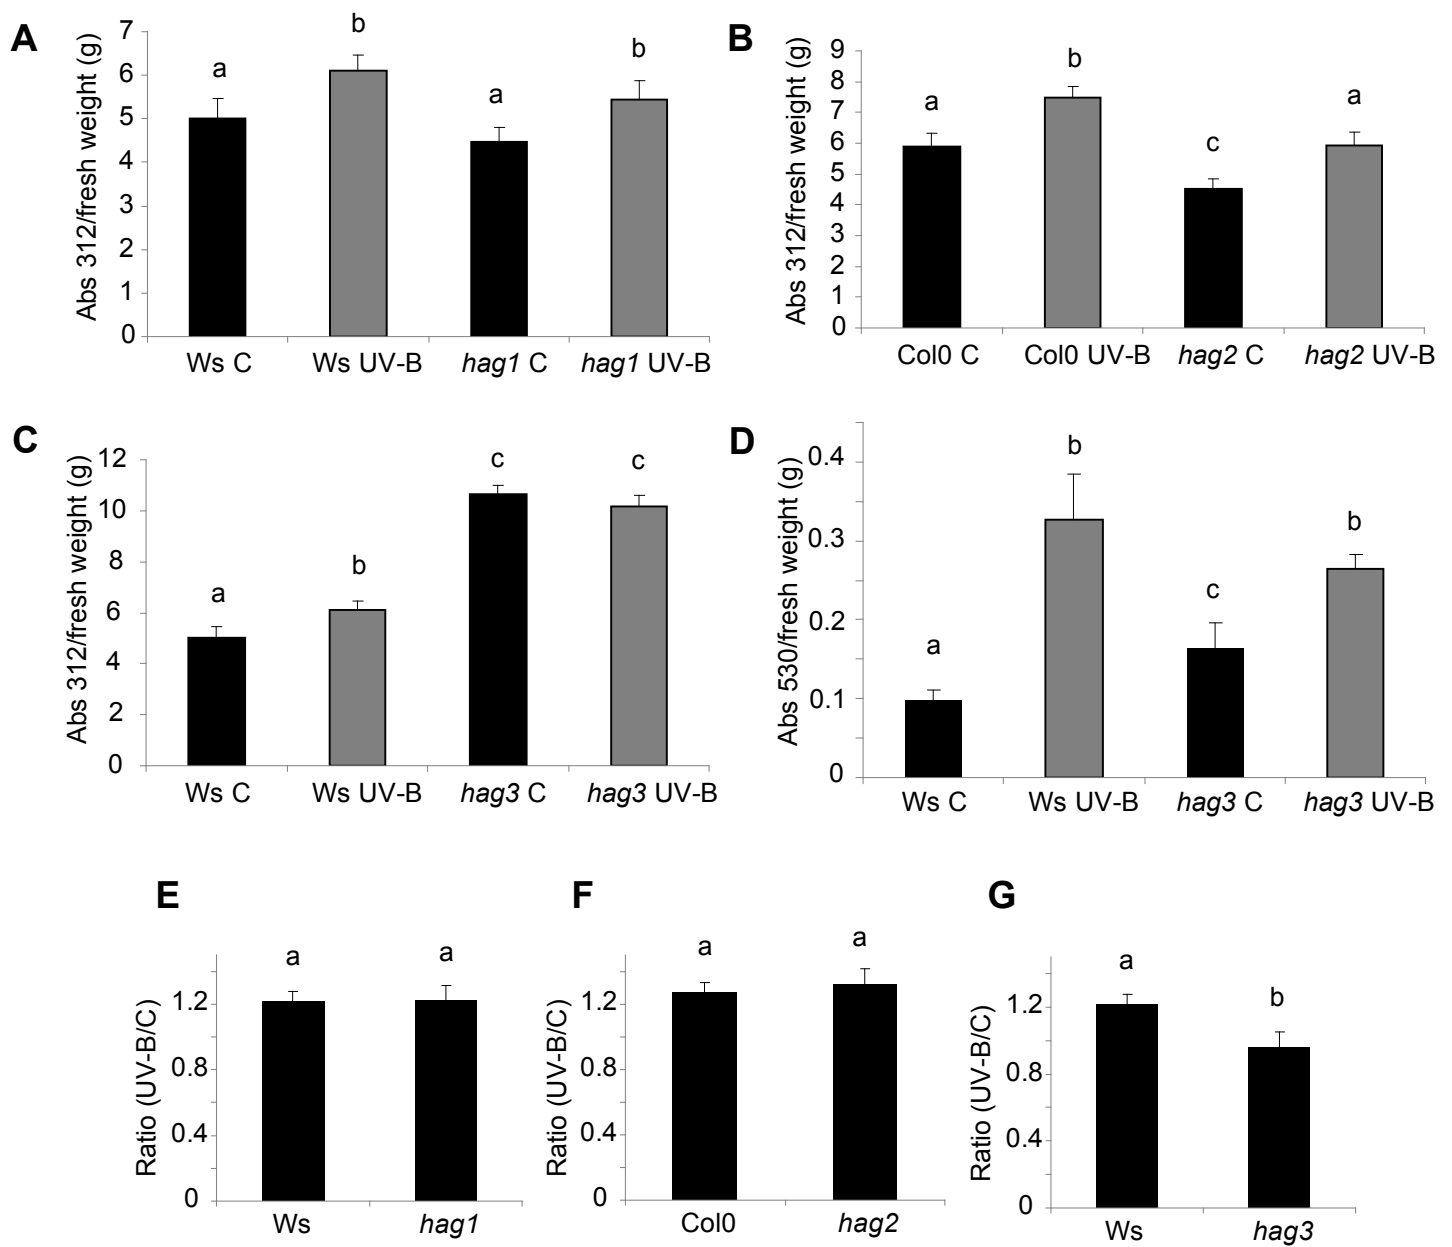 A
Abs 312/fresh weight (g)
7
6
5
4
3
2
1
0
a
b
a
b
Ws C
Ws UV-B
hag1 C
hag1 UV-B
B
Abs 312/fresh weight (g)
9
8
7
6
5
4
3
2
1
0
a
b
c
a
Col0 C
Col0 UV-B
hag2 C
hag2 UV-B
C
Abs 312/fresh weight (g)
12
10
8
6
4
2
0
a
b
c
c
Ws C
Ws UV-B
hag3 C
hag3 UV-B
D
Abs 530/fresh weight (g)
0.4
0.3
0.2
0.1
0
a
b
c
b
Ws C
Ws UV-B
hag3 C
hag3 UV-B
E
Ratio (UV-B/C)
1.2
0.8
0.4
0
a
a
Ws
hag1
F
Ratio (UV-B/C)
1.2
0.8
0.4
0
a
a
Col0
hag2
G
Ratio (UV-B/C)
1.2
0.8
0.4
0
a
b
Ws
hag3